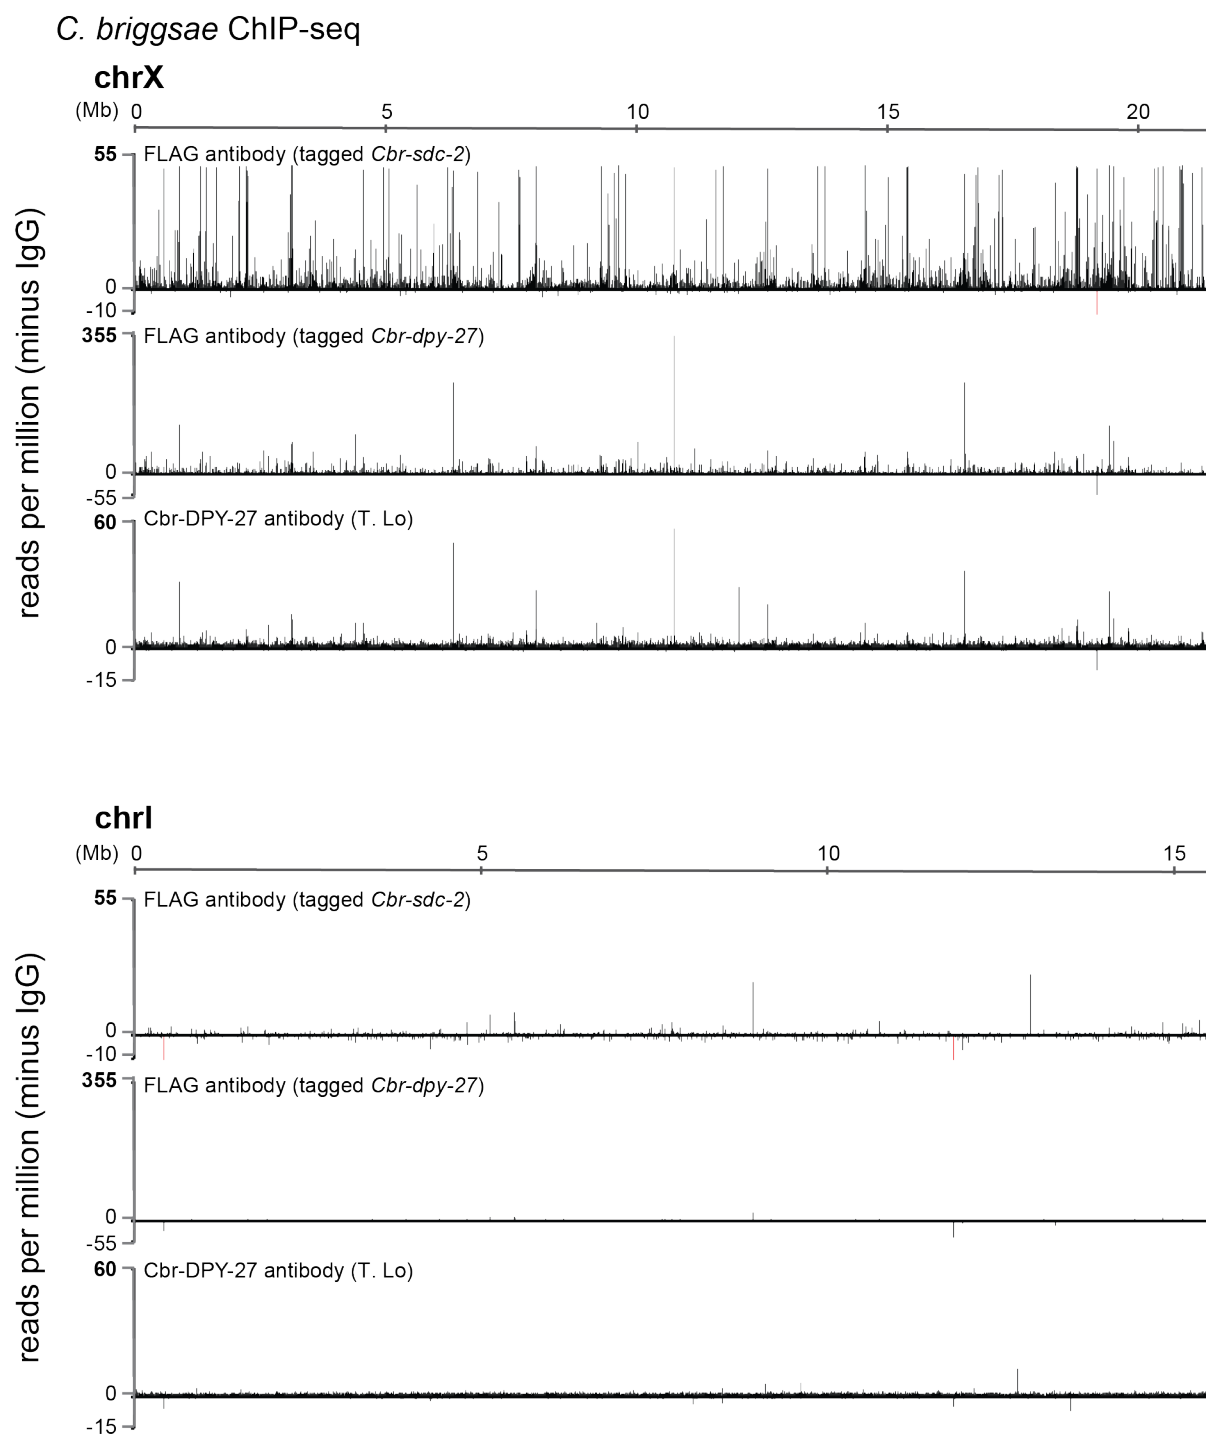 C. briggsae ChIP-seq
chrX
(Mb) 0 5 10 15 20
reads per million (minus IgG)
55 FLAG antibody (tagged Cbr-sdc-2)
0
-10
355 FLAG antibody (tagged Cbr-dpy-27)
0
-55
60 Cbr-DPY-27 antibody (T. Lo)
0
-15
chrI
(Mb) 0 5 10 15
reads per million (minus IgG)
55 FLAG antibody (tagged Cbr-sdc-2)
0
-10
355 FLAG antibody (tagged Cbr-dpy-27)
0
-55
60 Cbr-DPY-27 antibody (T. Lo)
0
-15